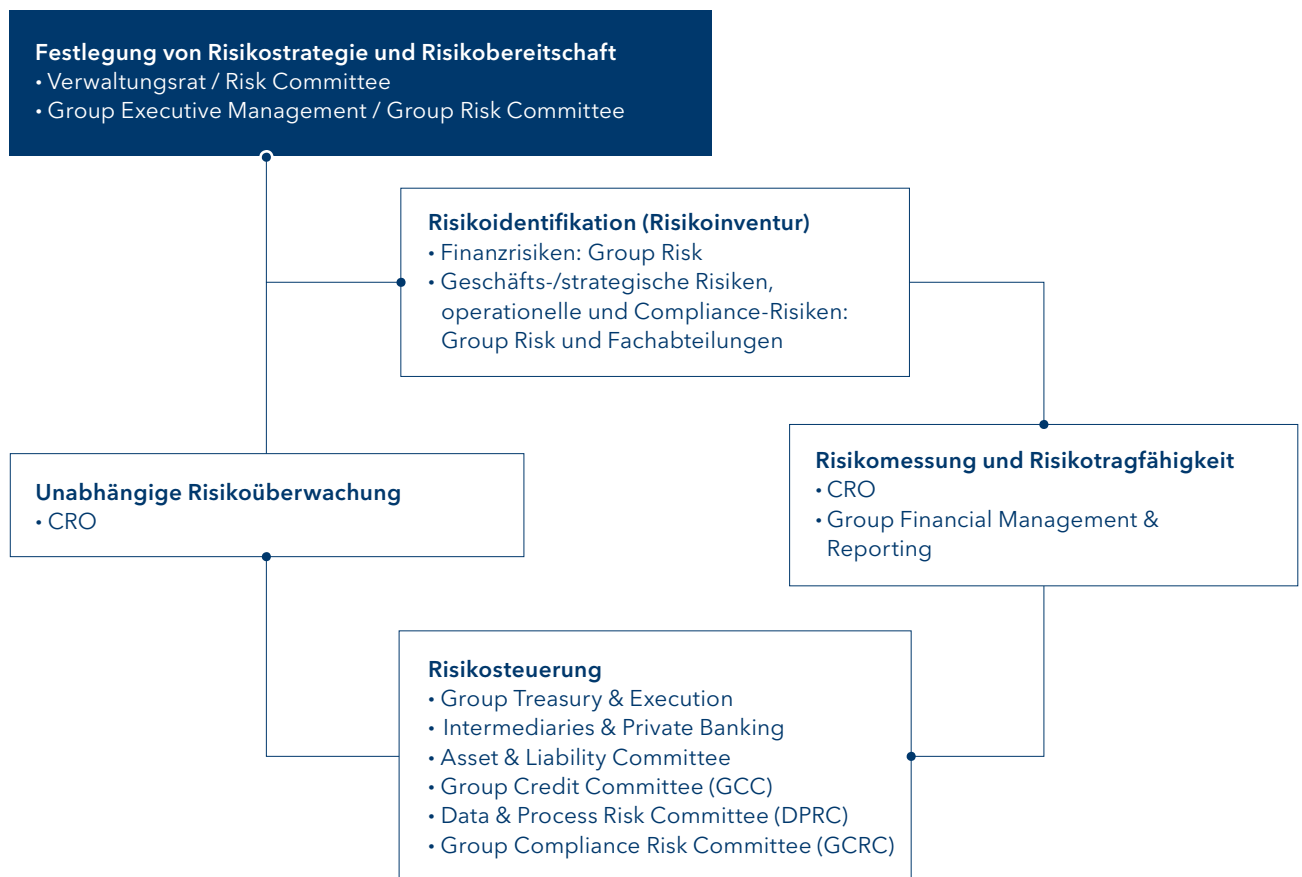 Festlegung von Risikostrategie und Risikobereitschaft
• Verwaltungsrat / Risk Committee
• Group Executive Management / Group Risk Committee
Risikoidentifikation (Risikoinventur)
• Finanzrisiken: Group Risk
• Geschäfts-/strategische Risiken,
operationelle und Compliance-Risiken:
Group Risk und Fachabteilungen
Unabhängige Risikoüberwachung
• CRO
Risikomessung und Risikotragfähigkeit
• CRO
• Group Financial Management &
Reporting
Risikosteuerung
• Group Treasury & Execution
• Intermediaries & Private Banking
• Asset & Liability Committee
• Group Credit Committee (GCC)
• Data & Process Risk Committee (DPRC)
• Group Compliance Risk Committee (GCRC)